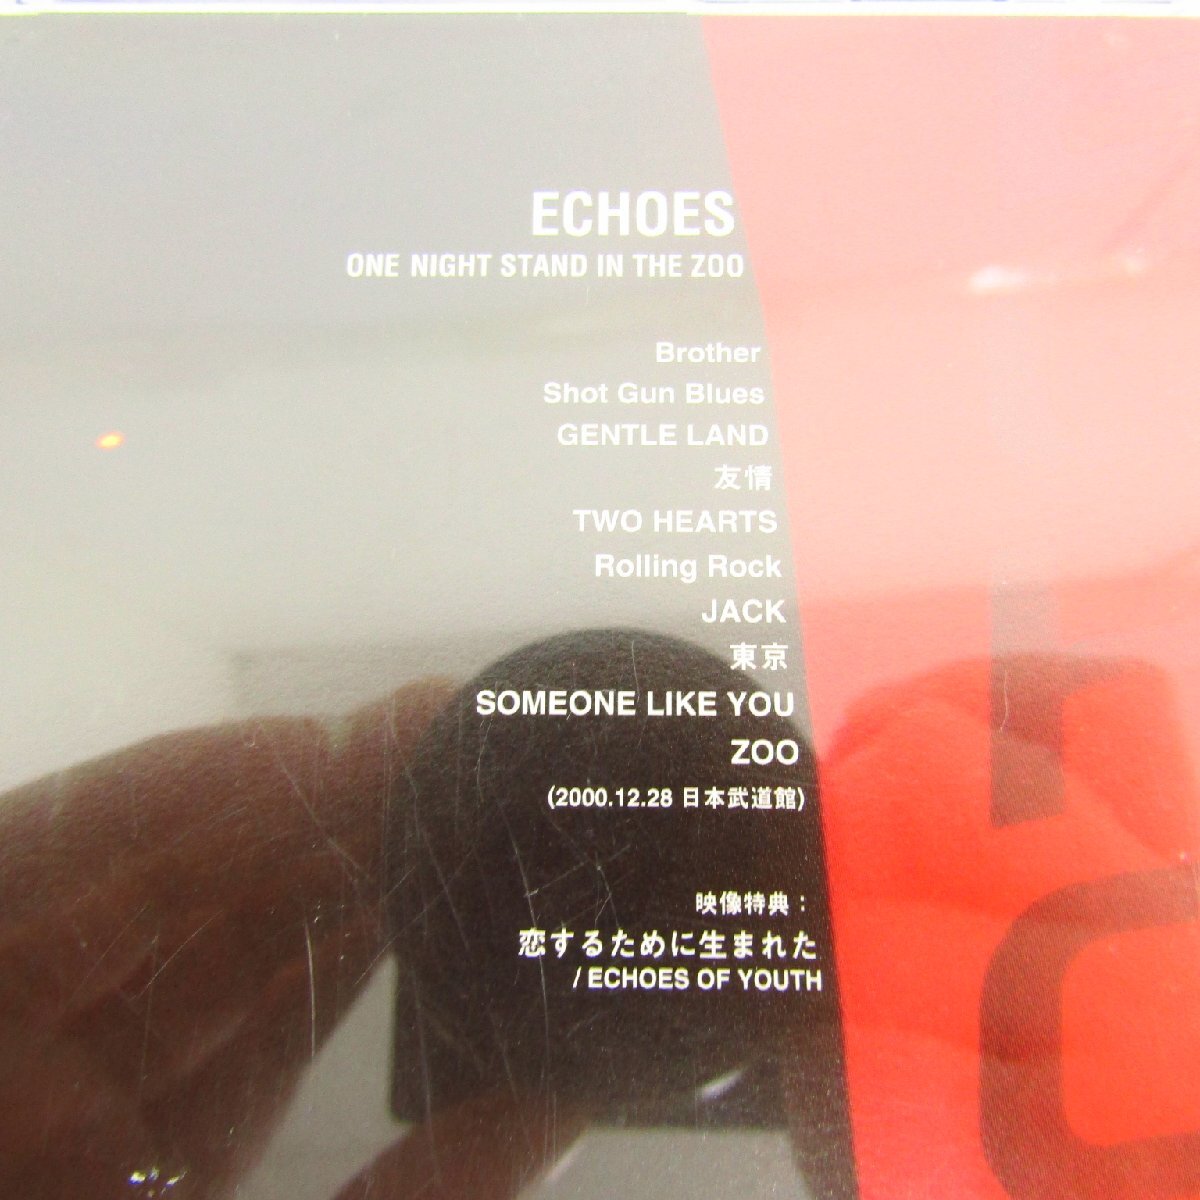 ECHOES
ONE NIGHT STAND IN THE ZOO
Brother
Shot Gun Blues
GENTLE LAND
友情
TWO HEARTS
Rolling Rock
JACK
東京
SOMEONE LIKE YOU
ZOO
(2000.12.28 日本武道館)
映像特典：
恋するために生まれた
/ ECHOES OF YOUTH